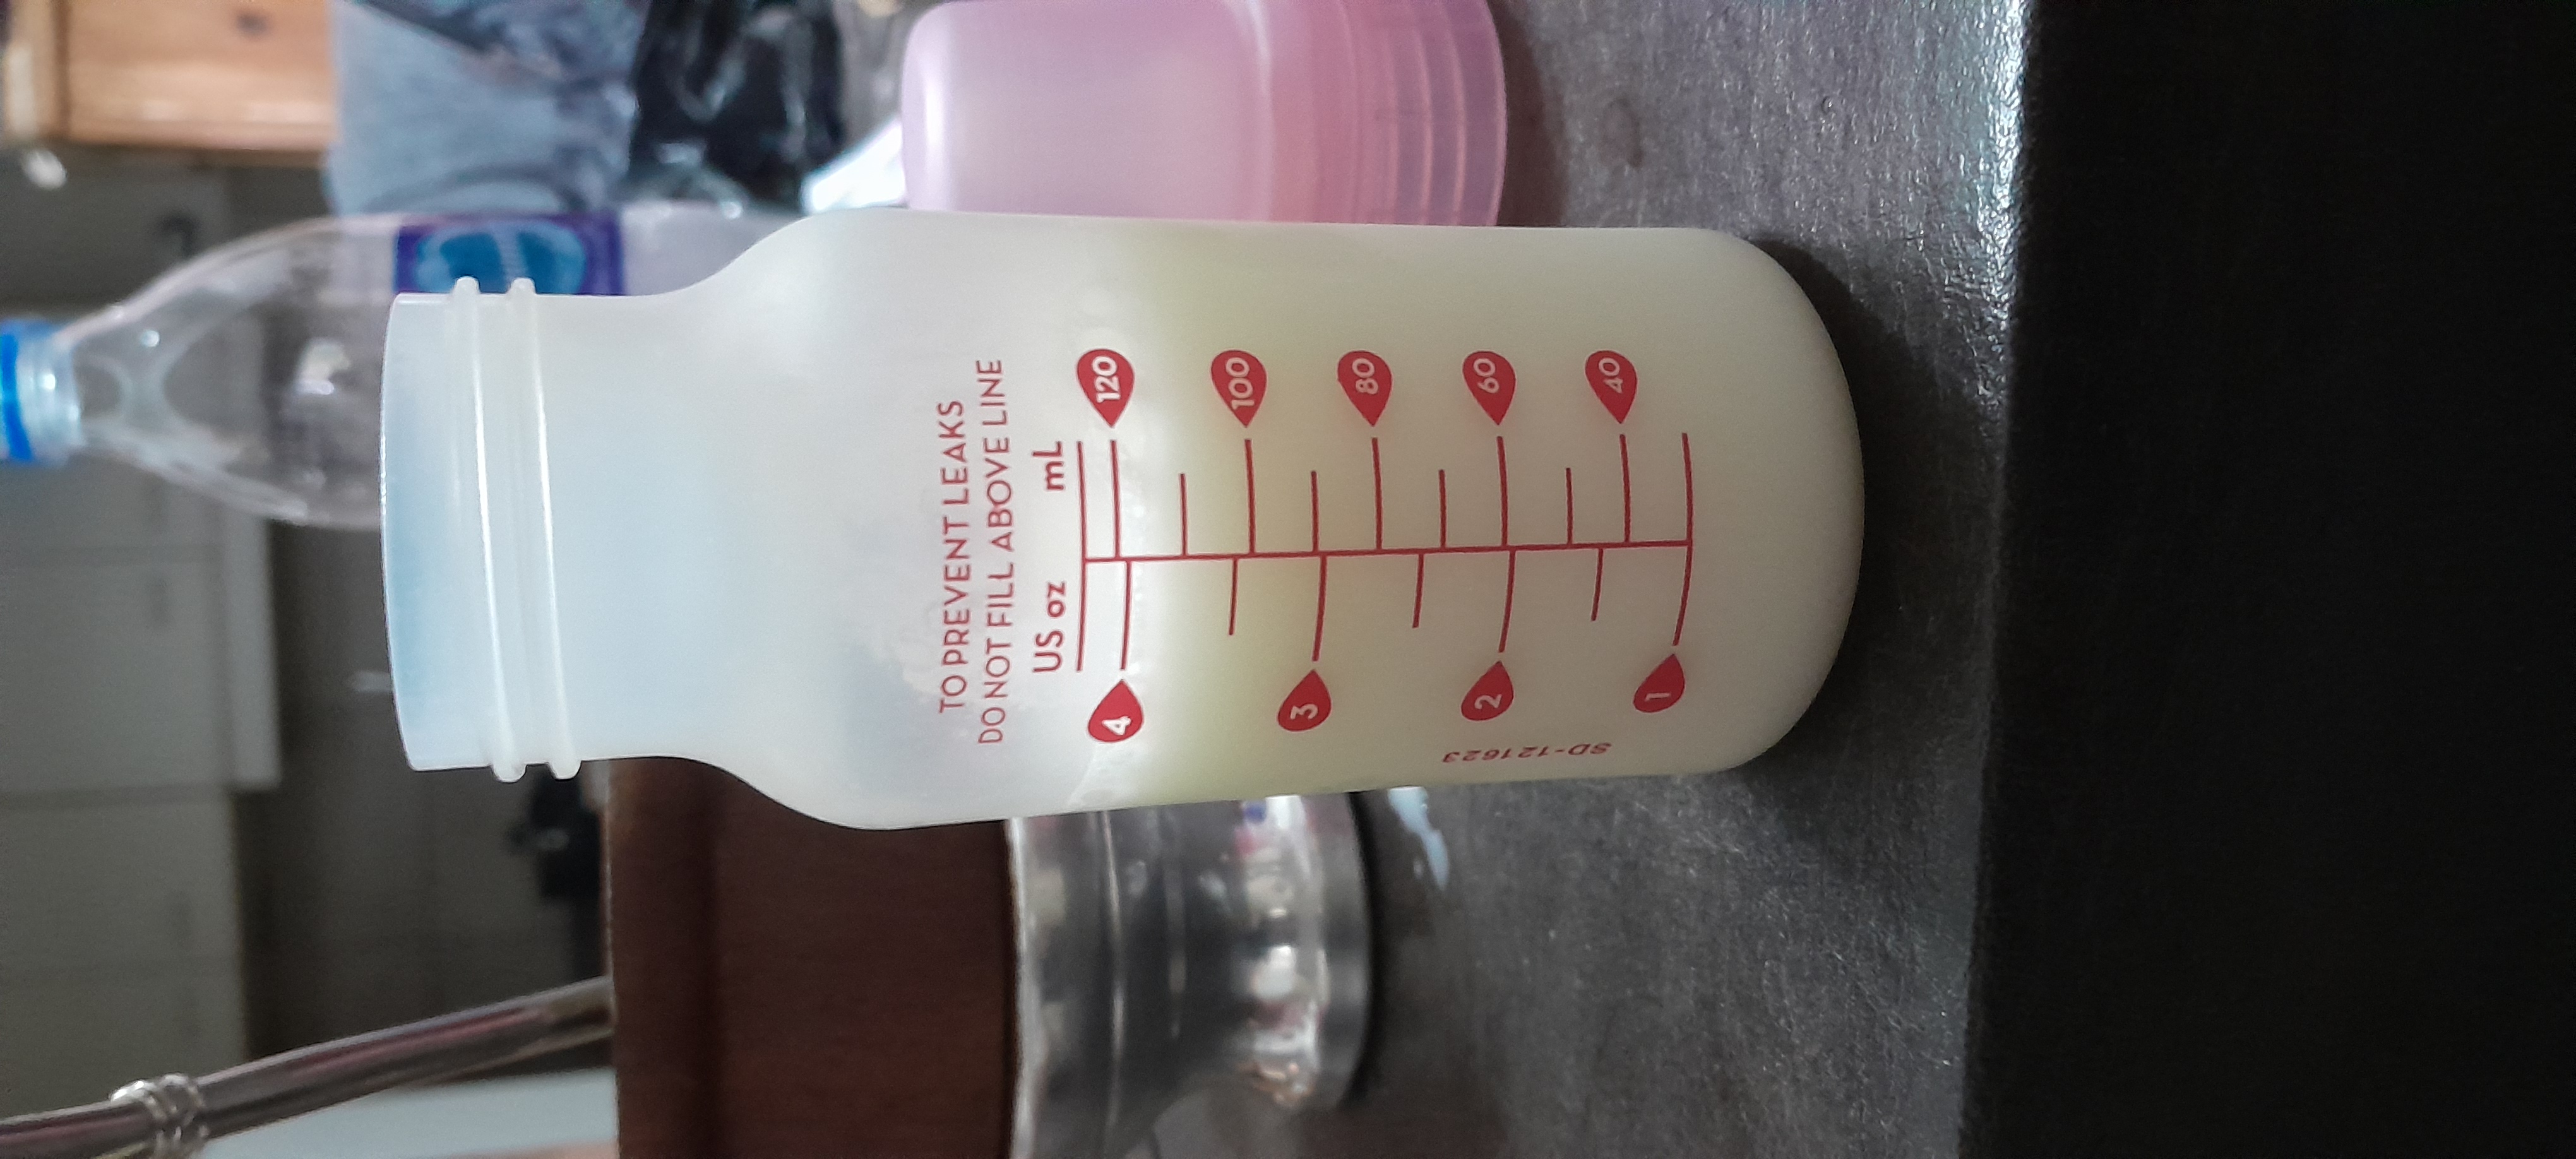 TO PREVENT LEAKS
DO NOT FILL ABOVE LINE
US oz mL
4 120
100
3 80
2 60
40
1
SD-121623